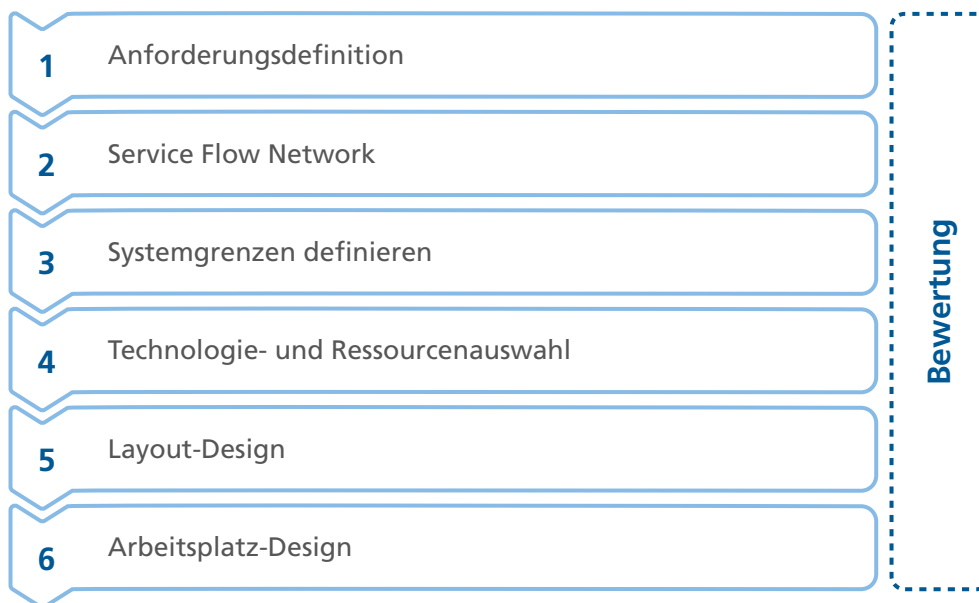 1 Anforderungsdefinition
2 Service Flow Network
3 Systemgrenzen definieren
4 Technologie- und Ressourcenauswahl
5 Layout-Design
6 Arbeitsplatz-Design
Bewertung